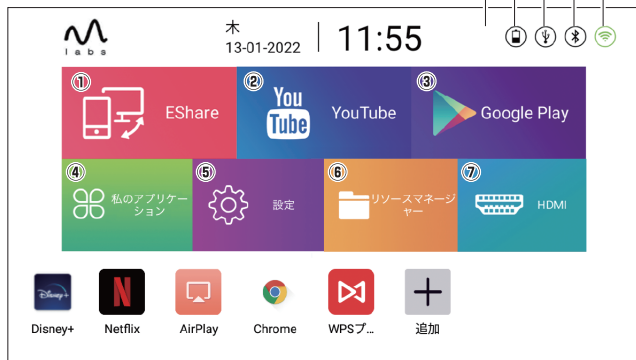 labs
木
13-01-2022
11:55
①
EShare
②
You
Tube
YouTube
③
Google Play
④
私のアプリケー
ション
⑤
設定
⑥
リソースマネージ
ャー
⑦
HDMI
Disney+
Disney+
Netflix
AirPlay
Chrome
WPSプ...
追加